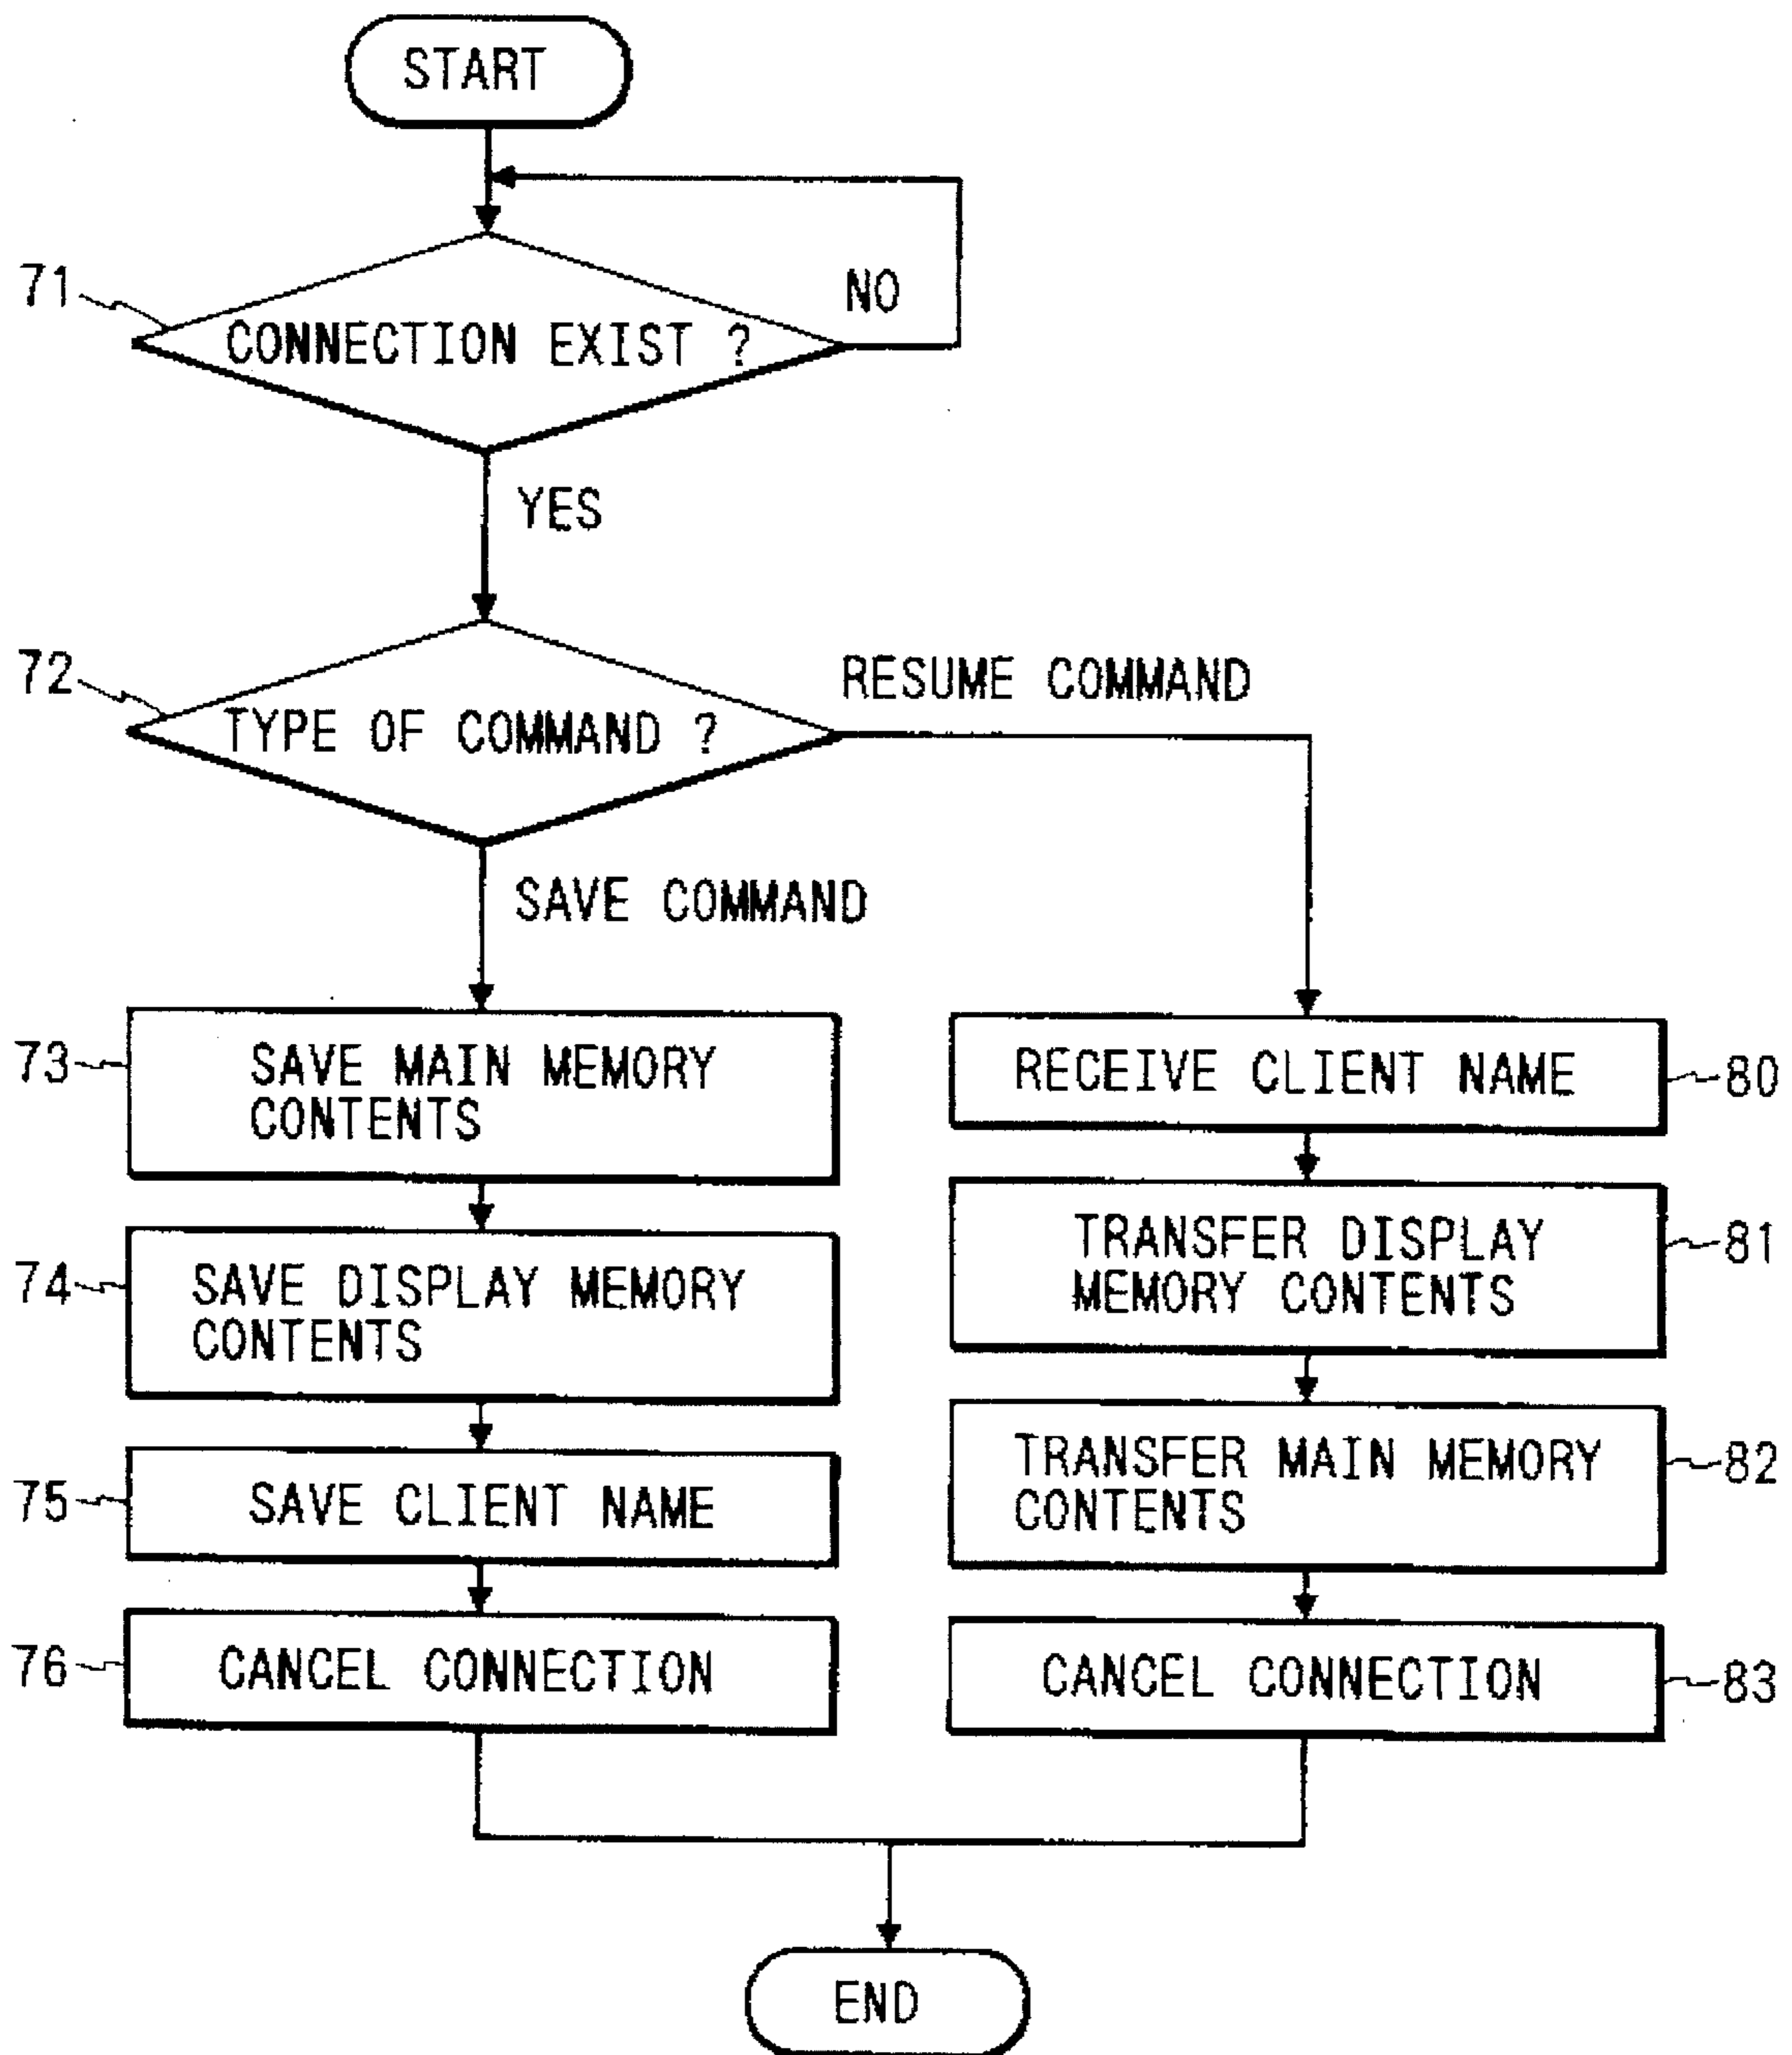 START
71
CONNECTION EXIST ?
NO
YES
72
TYPE OF COMMAND ?
RESUME COMMAND
SAVE COMMAND
73
SAVE MAIN MEMORY
CONTENTS
74
SAVE DISPLAY MEMORY
CONTENTS
75
SAVE CLIENT NAME
76
CANCEL CONNECTION
RECEIVE CLIENT NAME
80
TRANSFER DISPLAY
MEMORY CONTENTS
81
TRANSFER MAIN MEMORY
CONTENTS
82
CANCEL CONNECTION
83
END